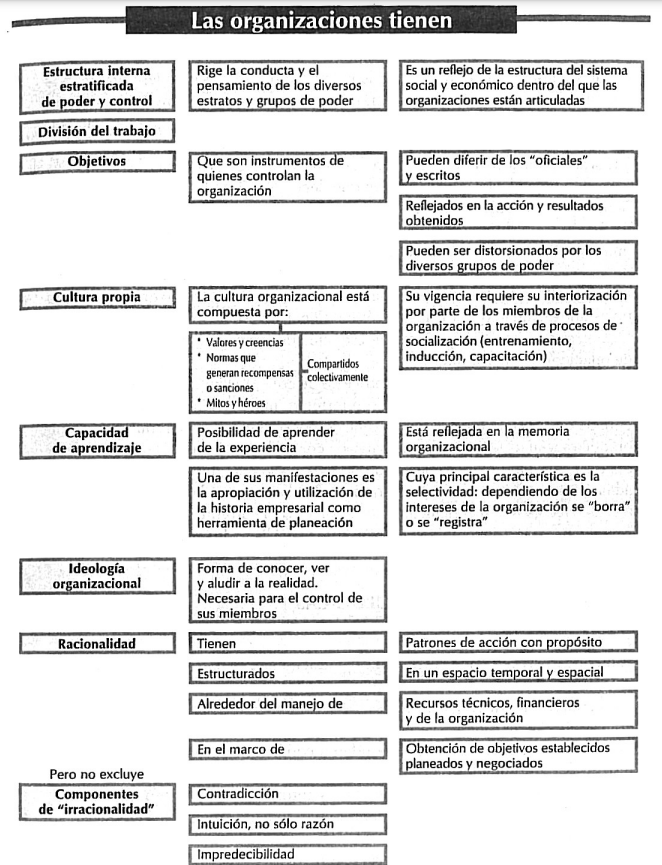 Las organizaciones tienen
Estructura interna
estratificada
de poder y control
Rige la conducta y el
pensamiento de los diversos
estratos y grupos de poder
Es un reflejo de la estructura del sistema
social y económico dentro del que las
organizaciones están articuladas
División del trabajo
Objetivos
Que son instrumentos de
quienes controlan la
organización
Pueden diferir de los “oficiales”
y escritos
Reflejados en la acción y resultados
obtenidos
Pueden ser distorsionados por los
diversos grupos de poder
Cultura propia
La cultura organizacional está
compuesta por:
* Valores y creencias
* Normas que
generan recompensas
o sanciones
* Mitos y héroes
Compartidos
colectivamente
Su vigencia requiere su interiorización
por parte de los miembros de la
organización a través de procesos de
socialización (entrenamiento,
inducción, capacitación)
Capacidad
de aprendizaje
Posibilidad de aprender
de la experiencia
Está reflejada en la memoria
organizacional
Una de sus manifestaciones es
la apropiación y utilización de
la historia empresarial como
herramienta de planeación
Cuya principal característica es la
selectividad: dependiendo de los
intereses de la organización se “borra”
o se “registra”
Ideología
organizacional
Forma de conocer, ver
y aludir a la realidad.
Necesaria para el control de
sus miembros
Racionalidad
Tienen
Patrones de acción con propósito
Estructurados
En un espacio temporal y espacial
Alrededor del manejo de
Recursos técnicos, financieros
y de la organización
En el marco de
Obtención de objetivos establecidos
planeados y negociados
Pero no excluye
Componentes
de “irracionalidad”
Contradicción
Intuición, no sólo razón
Impredecibilidad